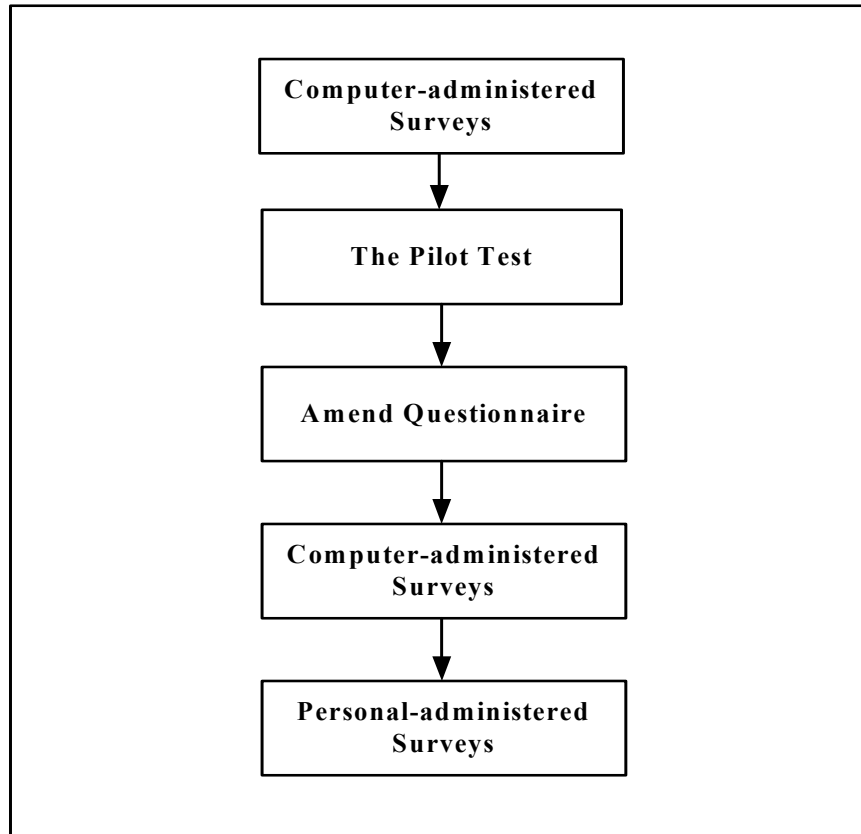 Computer-administered
Surveys
The Pilot Test
Amend Questionnaire
Computer-administered
Surveys
Personal-administered
Surveys